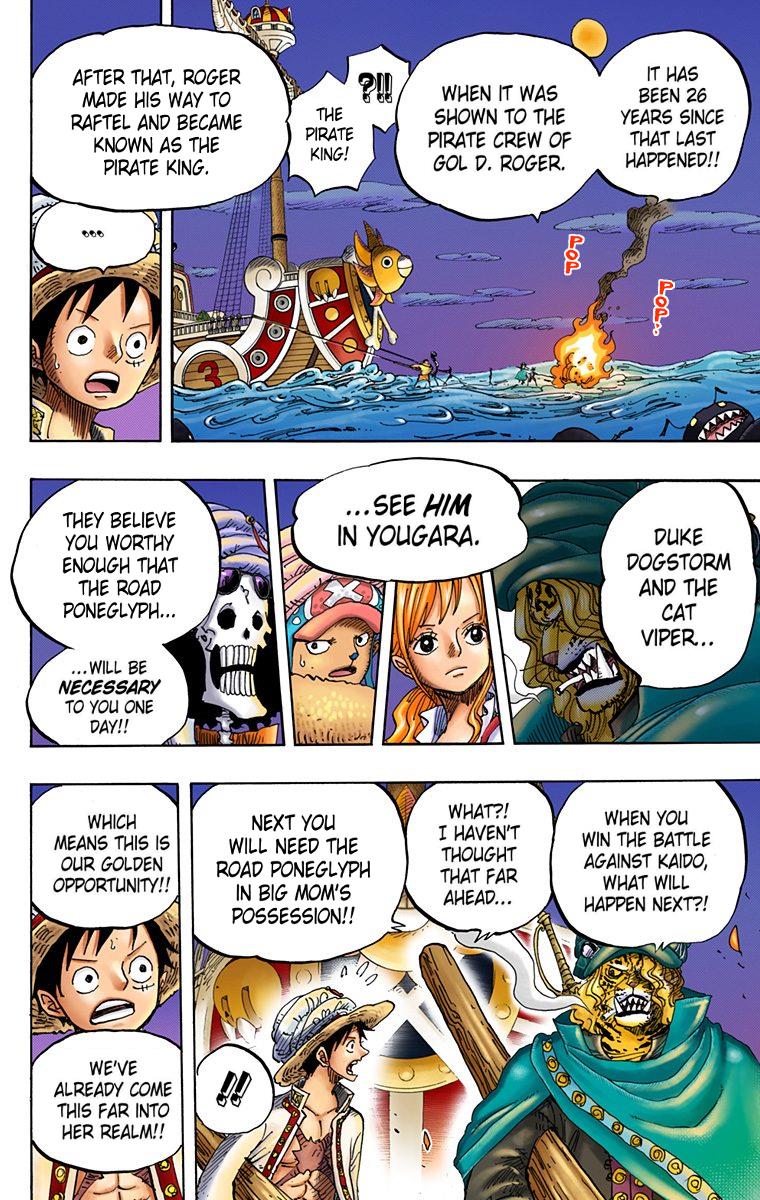 IT HAS
BEEN 26
YEARS SINCE
THAT LAST
HAPPENED!!
WHEN IT WAS
SHOWN TO THE
PIRATE CREW OF
GOL D. ROGER.
?!!
THE
PIRATE
KING!
POP
POP!
3
AFTER THAT, ROGER
MADE HIS WAY TO
RAFTEL AND BECAME
KNOWN AS THE
PIRATE KING.
...
DUKE
DOGSTORM
AND THE
CAT
VIPER...
...SEE HIM
IN YOUGARA.
THEY BELIEVE
YOU WORTHY
ENOUGH THAT
THE ROAD
PONEGLYPH...
...WILL BE
NECESSARY
TO YOU ONE
DAY!!
WHEN YOU
WIN THE BATTLE
AGAINST KAIDO,
WHAT WILL
HAPPEN NEXT?!
WHAT?!
I HAVEN'T
THOUGHT
THAT FAR
AHEAD...
NEXT YOU
WILL NEED THE
ROAD PONEGLYPH
IN BIG MOM'S
POSSESSION!!
!!
WHICH
MEANS THIS IS
OUR GOLDEN
OPPORTUNITY!!
WE'VE
ALREADY COME
THIS FAR INTO
HER REALM!!